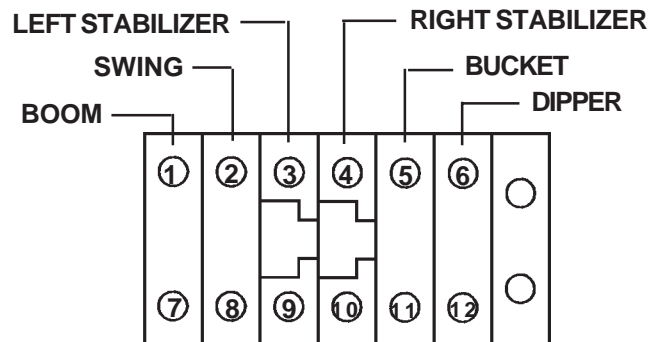 LEFT STABILIZER RIGHT STABILIZER
SWING BUCKET
BOOM DIPPER
1 2 3 4 5 6
7 8 9 10 11 12